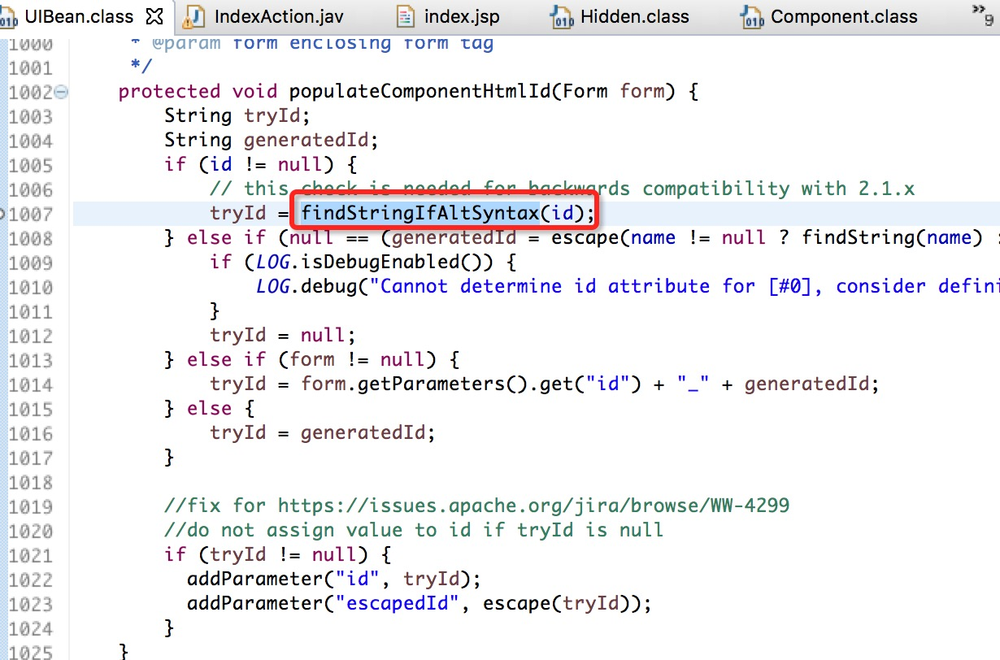 UIBean.class IndexAction.jav index.jsp Hidden.class Component.class »9
1000 * @param form enclosing form tag
1001 */
1002 protected void populateComponentHtmlId(Form form) {
1003 String tryId;
1004 String generatedId;
1005 if (id != null) {
1006 // this check is needed for backwards compatibility with 2.1.x
1007 tryId = findStringIfAltSyntax(id);
1008 } else if (null == (generatedId = escape(name != null ? findString(name) :
1009 if (LOG.isDebugEnabled()) {
1010 LOG.debug("Cannot determine id attribute for [#0], consider defini
1011 }
1012 tryId = null;
1013 } else if (form != null) {
1014 tryId = form.getParameters().get("id") + "_" + generatedId;
1015 } else {
1016 tryId = generatedId;
1017 }
1018
1019 //fix for https://issues.apache.org/jira/browse/WW-4299
1020 //do not assign value to id if tryId is null
1021 if (tryId != null) {
1022 addParameter("id", tryId);
1023 addParameter("escapedId", escape(tryId));
1024 }
1025 }